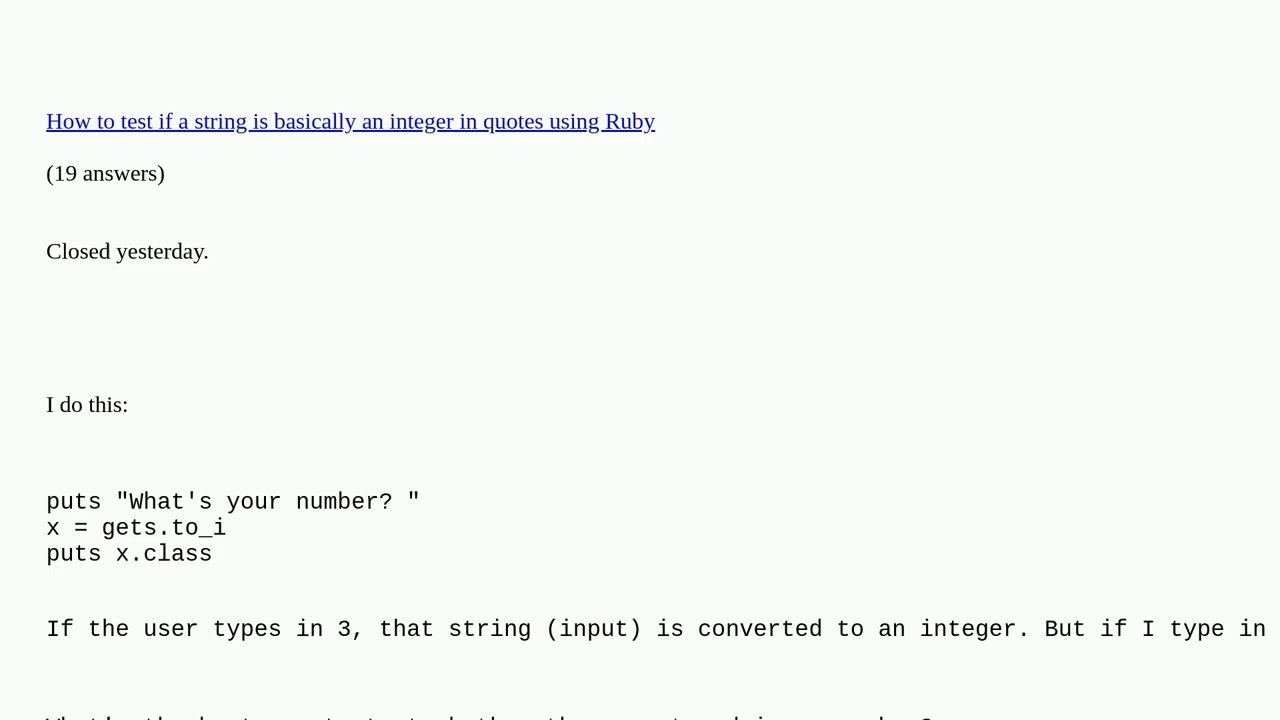 How to test if a string is basically an integer in quotes using Ruby
(19 answers)
Closed yesterday.
I do this:
puts "What's your number? "
x = gets.to_i
puts x.class
If the user types in 3, that string (input) is converted to an integer. But if I type in